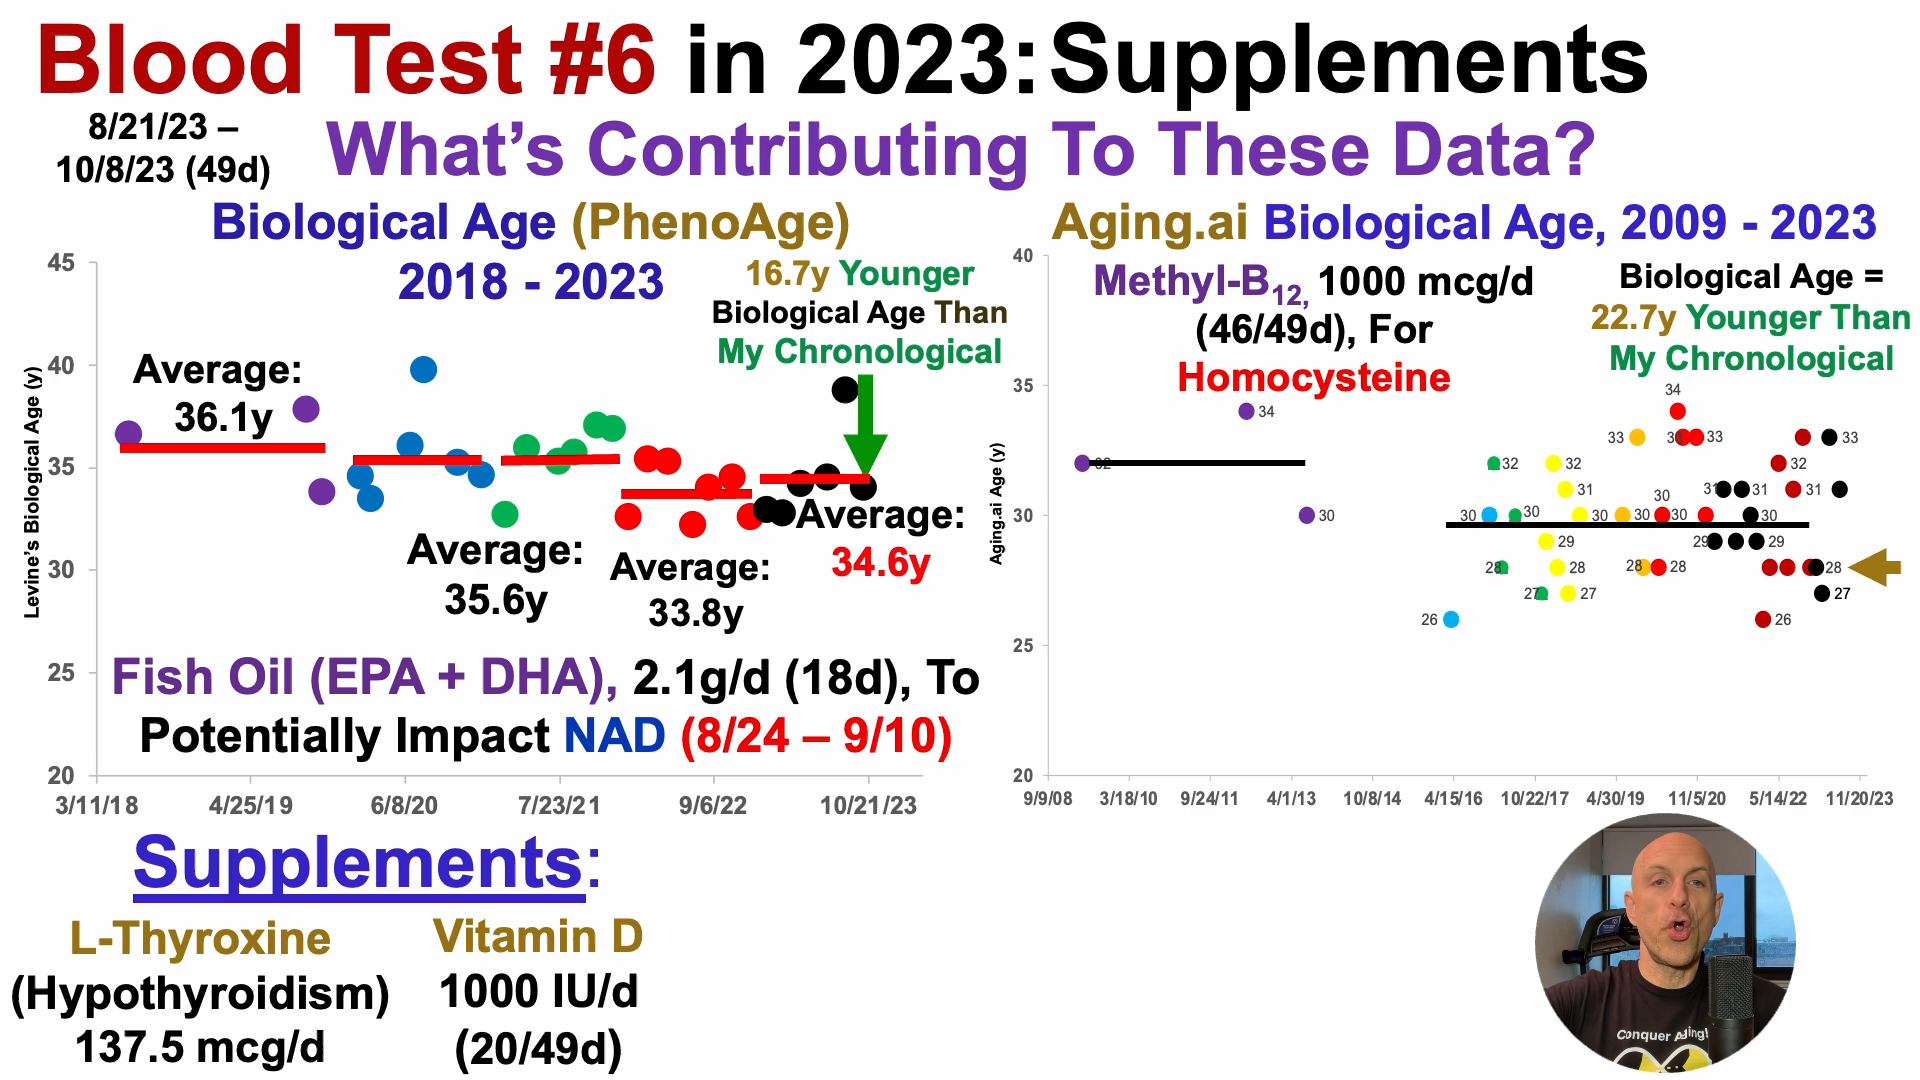 Blood Test #6 in 2023: Supplements
8/21/23 –
10/8/23 (49d)
What's Contributing To These Data?
Biological Age (PhenoAge)
2018 - 2023
16.7y Younger
Biological Age Than
My Chronological
Levine's Biological Age (y)
45
40
35
30
25
20
Average:
36.1y
Average:
35.6y
Average:
33.8y
Average:
34.6y
Fish Oil (EPA + DHA), 2.1g/d (18d), To
Potentially Impact NAD (8/24 – 9/10)
3/11/18 4/25/19 6/8/20 7/23/21 9/6/22 10/21/23
Aging.ai Biological Age, 2009 - 2023
Methyl-B12, 1000 mcg/d
(46/49d), For
Homocysteine
Biological Age =
22.7y Younger Than
My Chronological
Aging.ai Age (y)
40
35
30
25
20
34
34
33 33 33
32 32 32 32
31 31 31 31
30
30 30 30 30 30 30 30
29 29 29
28 28 28 28 28
27 27 27
26 26
9/9/08 3/18/10 9/24/11 4/1/13 10/8/14 4/15/16 10/22/17 4/30/19 11/5/20 5/14/22 11/20/23
Supplements:
L-Thyroxine
(Hypothyroidism)
137.5 mcg/d
Vitamin D
1000 IU/d
(20/49d)
Conquer Aging!